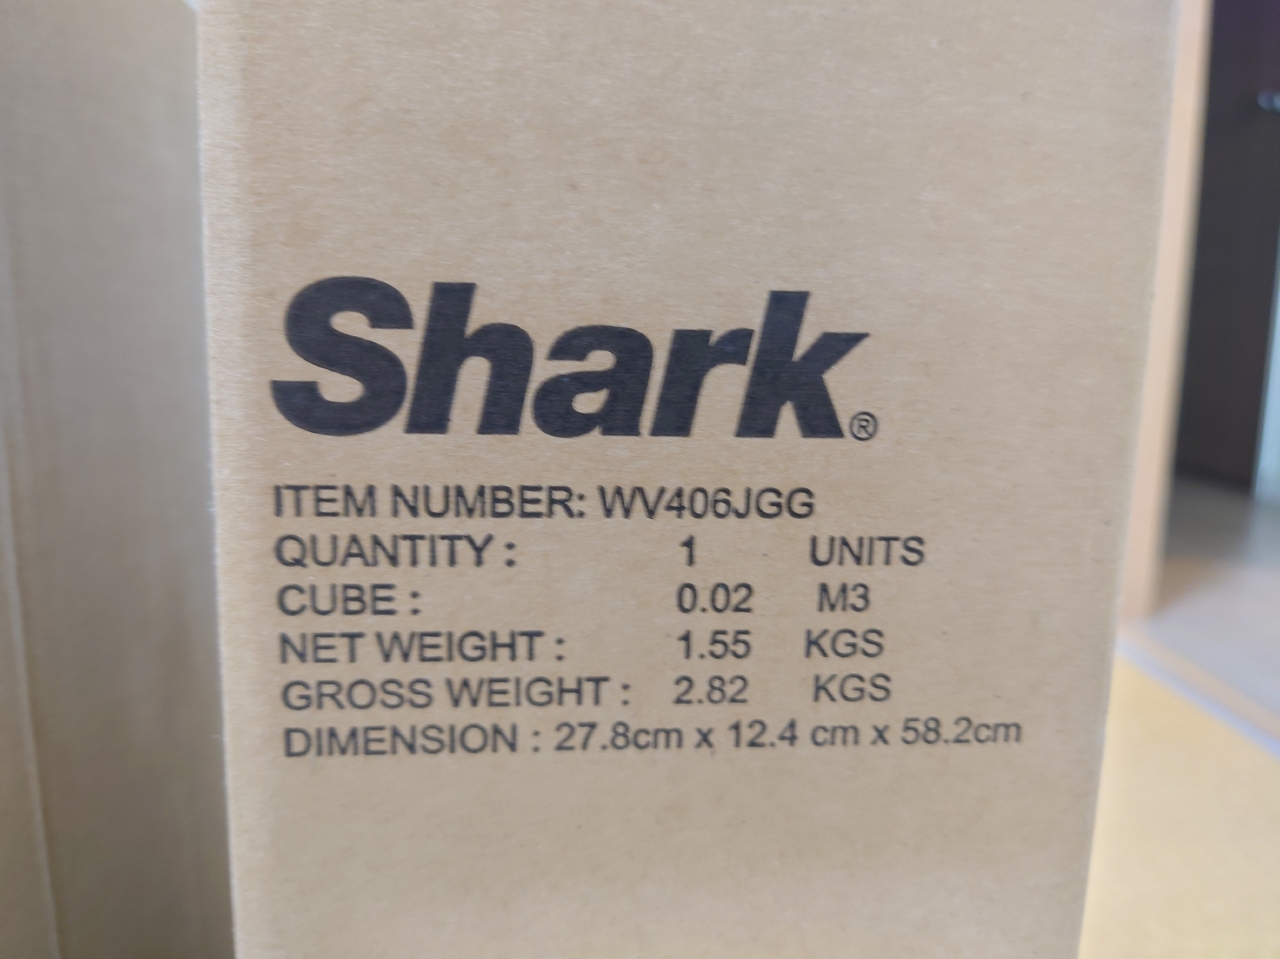 Shark®
ITEM NUMBER: WV406JGG
QUANTITY : 1 UNITS
CUBE : 0.02 M3
NET WEIGHT : 1.55 KGS
GROSS WEIGHT : 2.82 KGS
DIMENSION : 27.8cm x 12.4 cm x 58.2cm